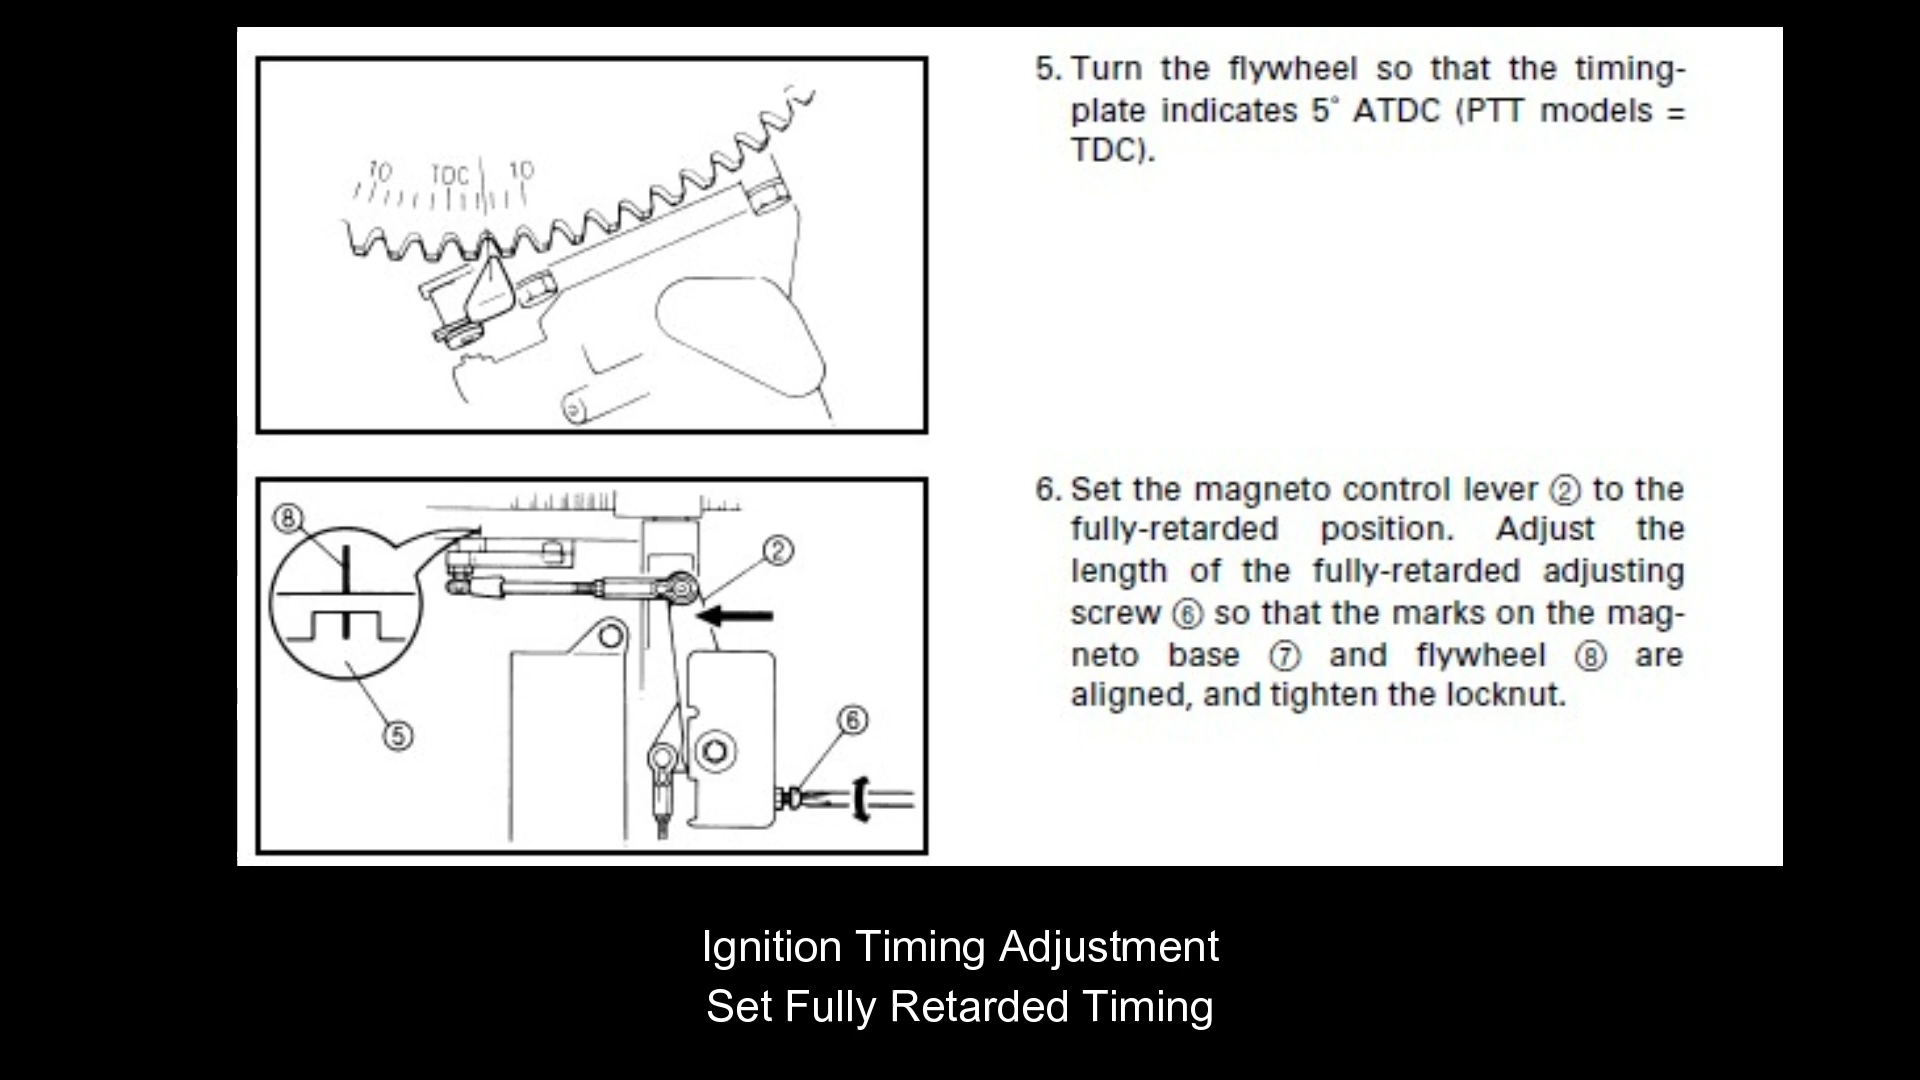 5. Turn the flywheel so that the timing-
plate indicates 5° ATDC (PTT models =
TDC).
10 TDC 10
6. Set the magneto control lever ② to the
fully-retarded position. Adjust the
length of the fully-retarded adjusting
screw ⑥ so that the marks on the mag-
neto base ⑦ and flywheel ⑧ are
aligned, and tighten the locknut.
⑧
②
⑤
⑥
Ignition Timing Adjustment
Set Fully Retarded Timing